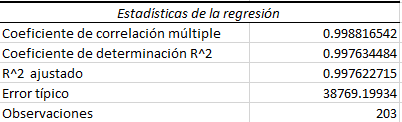 Estadísticas de la regresión
Coeficiente de correlación múltiple 0.998816542
Coeficiente de determinación R^2 0.997634484
R^2 ajustado 0.997622715
Error típico 38769.19934
Observaciones 203